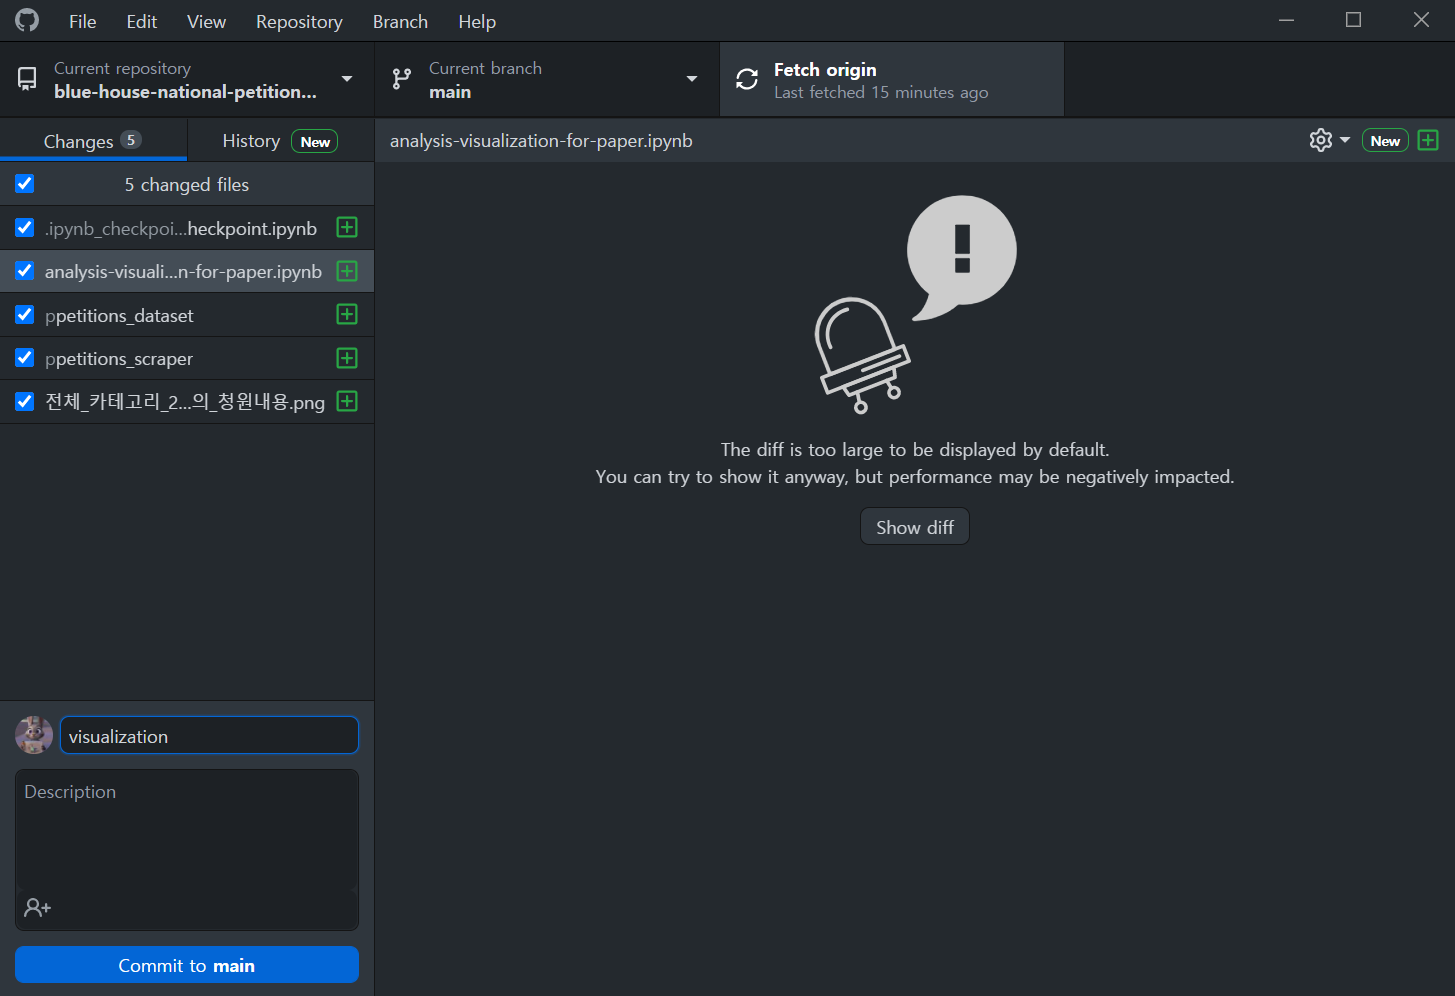 File Edit View Repository Branch Help
Current repository
blue-house-national-petition...
Current branch
main
Fetch origin
Last fetched 15 minutes ago
Changes 5
History New
analysis-visualization-for-paper.ipynb
New
5 changed files
.ipynb_checkpoi...heckpoint.ipynb
analysis-visuali...n-for-paper.ipynb
ppetitions_dataset
ppetitions_scraper
전체_카테고리_2...의_청원내용.png
The diff is too large to be displayed by default.
You can try to show it anyway, but performance may be negatively impacted.
Show diff
visualization
Description
Commit to main